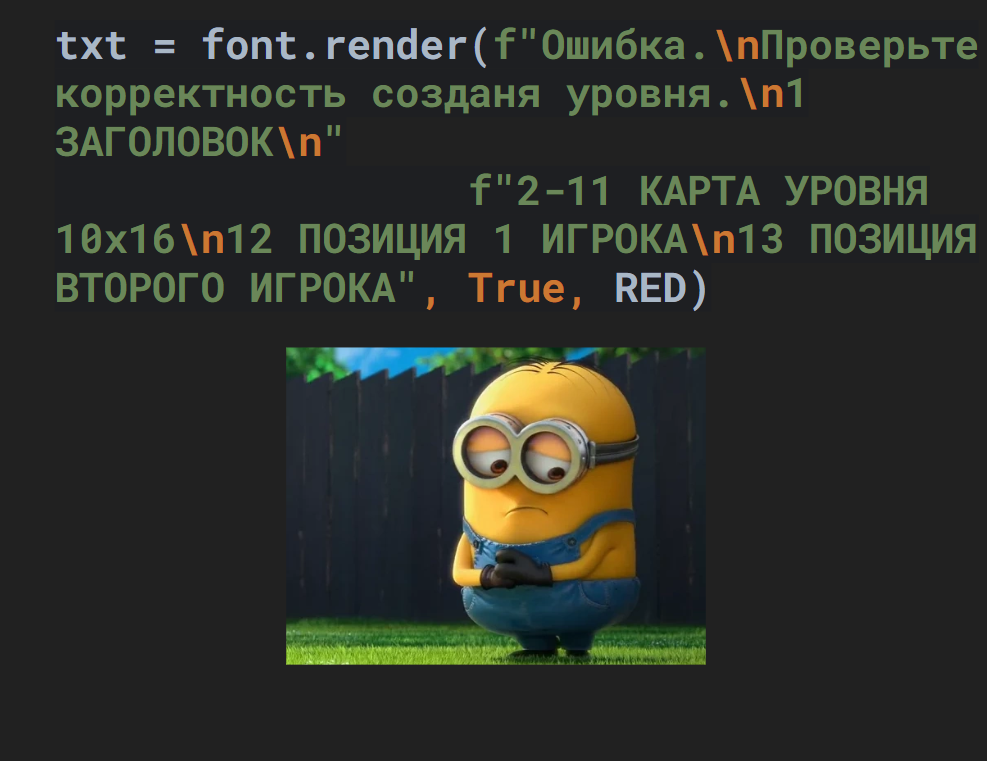 txt = font.render(f"Ошибка.\nПроверьте
корректность созданя уровня.\n1
ЗАГОЛОВОК\n"
f"2-11 КАРТА УРОВНЯ
10x16\n12 ПОЗИЦИЯ 1 ИГРОКА\n13 ПОЗИЦИЯ
ВТОРОГО ИГРОКА", True, RED)